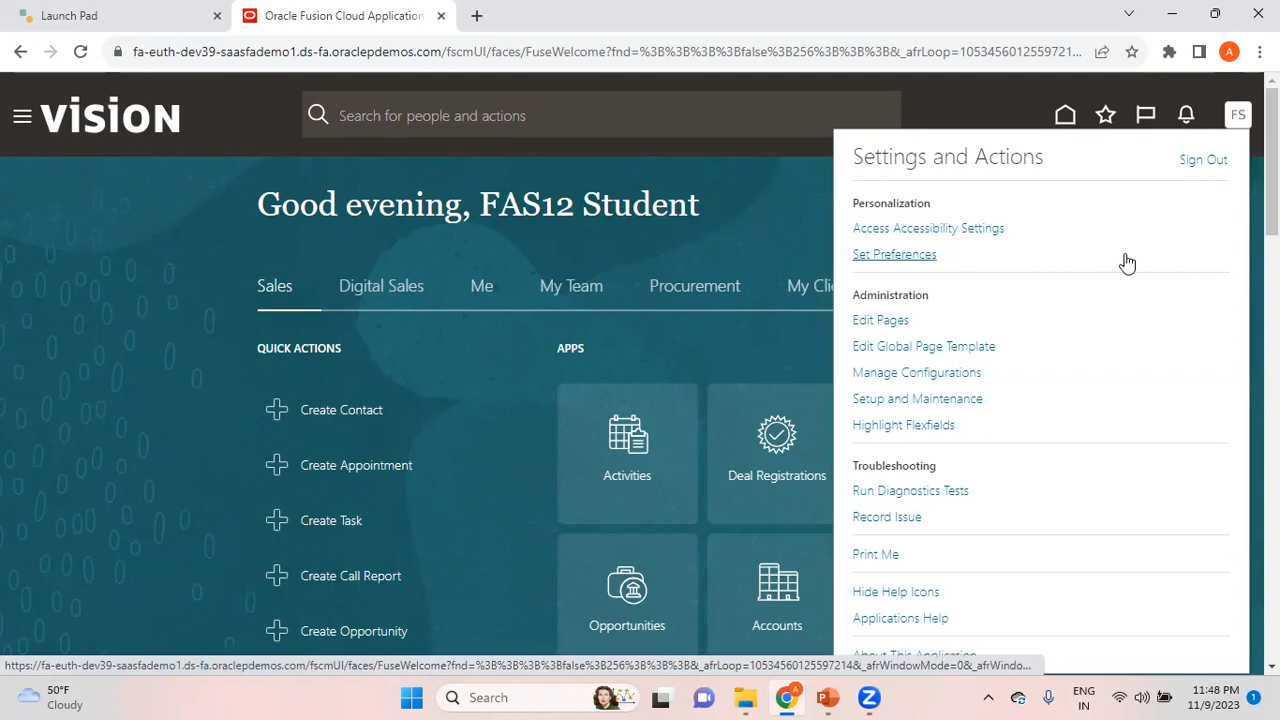 Launch Pad
Oracle Fusion Cloud Application
fa-euth-dev39-saasfademo1.ds-fa.oraclepdemos.com/fscmUI/faces/FuseWelcome?fnd=%3B%3B%3B%3Bfalse%3B256%3B%3B%3B&_afrLoop=1053456012559721...
A
vision
Search for people and actions
FS
Settings and Actions
Sign Out
Good evening, FAS12 Student
Personalization
Access Accessibility Settings
Set Preferences
Sales
Digital Sales
Me
My Team
Procurement
My Cli
Administration
Edit Pages
Edit Global Page Template
Manage Configurations
Setup and Maintenance
Highlight Flexfields
QUICK ACTIONS
APPS
Create Contact
Create Appointment
Create Task
Create Call Report
Create Opportunity
Activities
Deal Registrations
Opportunities
Accounts
Troubleshooting
Run Diagnostics Tests
Record Issue
Print Me
Hide Help Icons
Applications Help
About This Application
https://fa-euth-dev39-saasfademo1.ds-fa.oraclepdemos.com/fscmUI/faces/FuseWelcome?fnd=%3B%3B%3B%3Bfalse%3B256%3B%3B%3B&_afrLoop=10534560125597214&_afrWindowMode=0&_afrWindo...
50°F
Cloudy
Search
A
ENG
IN
11:48 PM
11/9/2023
1